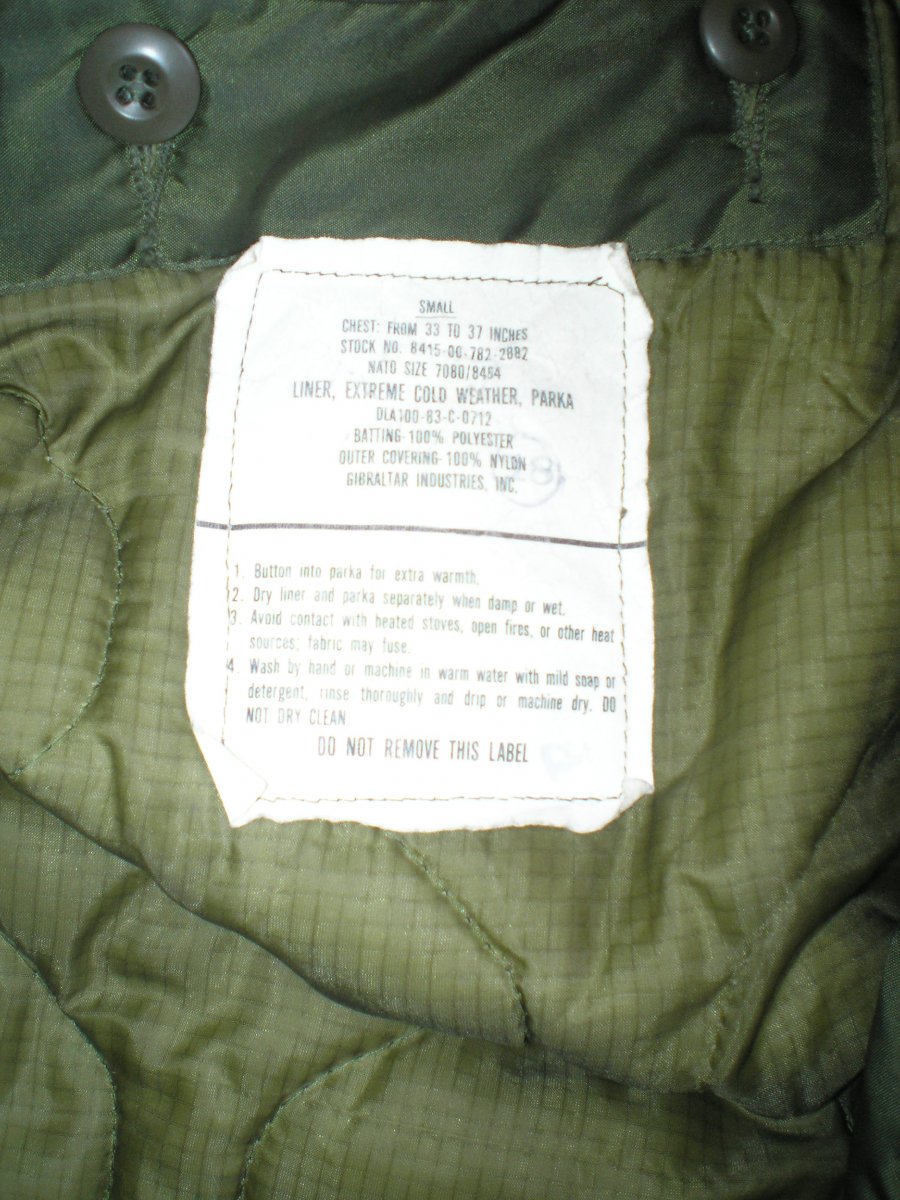 SMALL
CHEST: FROM 33 TO 37 INCHES
STOCK NO. 8415-00-782-2882
NATO SIZE 7080/8454
LINER, EXTREME COLD WEATHER, PARKA
DLA100-83-C-0712
BATTING-100% POLYESTER
OUTER COVERING-100% NYLON
GIBRALTAR INDUSTRIES, INC.
1. Button into parka for extra warmth.
2. Dry liner and parka separately when damp or wet.
3. Avoid contact with heated stoves, open fires, or other heat
sources; fabric may fuse.
4. Wash by hand or machine in warm water with mild soap or
detergent, rinse thoroughly and drip or machine dry. DO
NOT DRY CLEAN
DO NOT REMOVE THIS LABEL